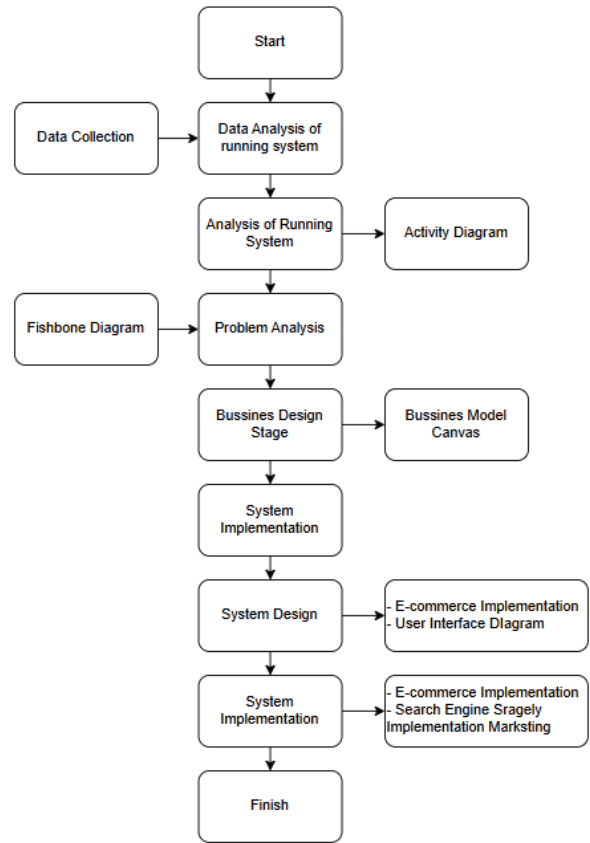 Start
Data Collection
Data Analysis of
running system
Analysis of Running
System
Activity Diagram
Fishbone Diagram
Problem Analysis
Bussines Design
Stage
Bussines Model
Canvas
System
Implementation
System Design
- E-commerce Implementation
- User Interface DIagram
System
Implementation
- E-commerce Implementation
- Search Engine Sragely
Implementation Marksting
Finish